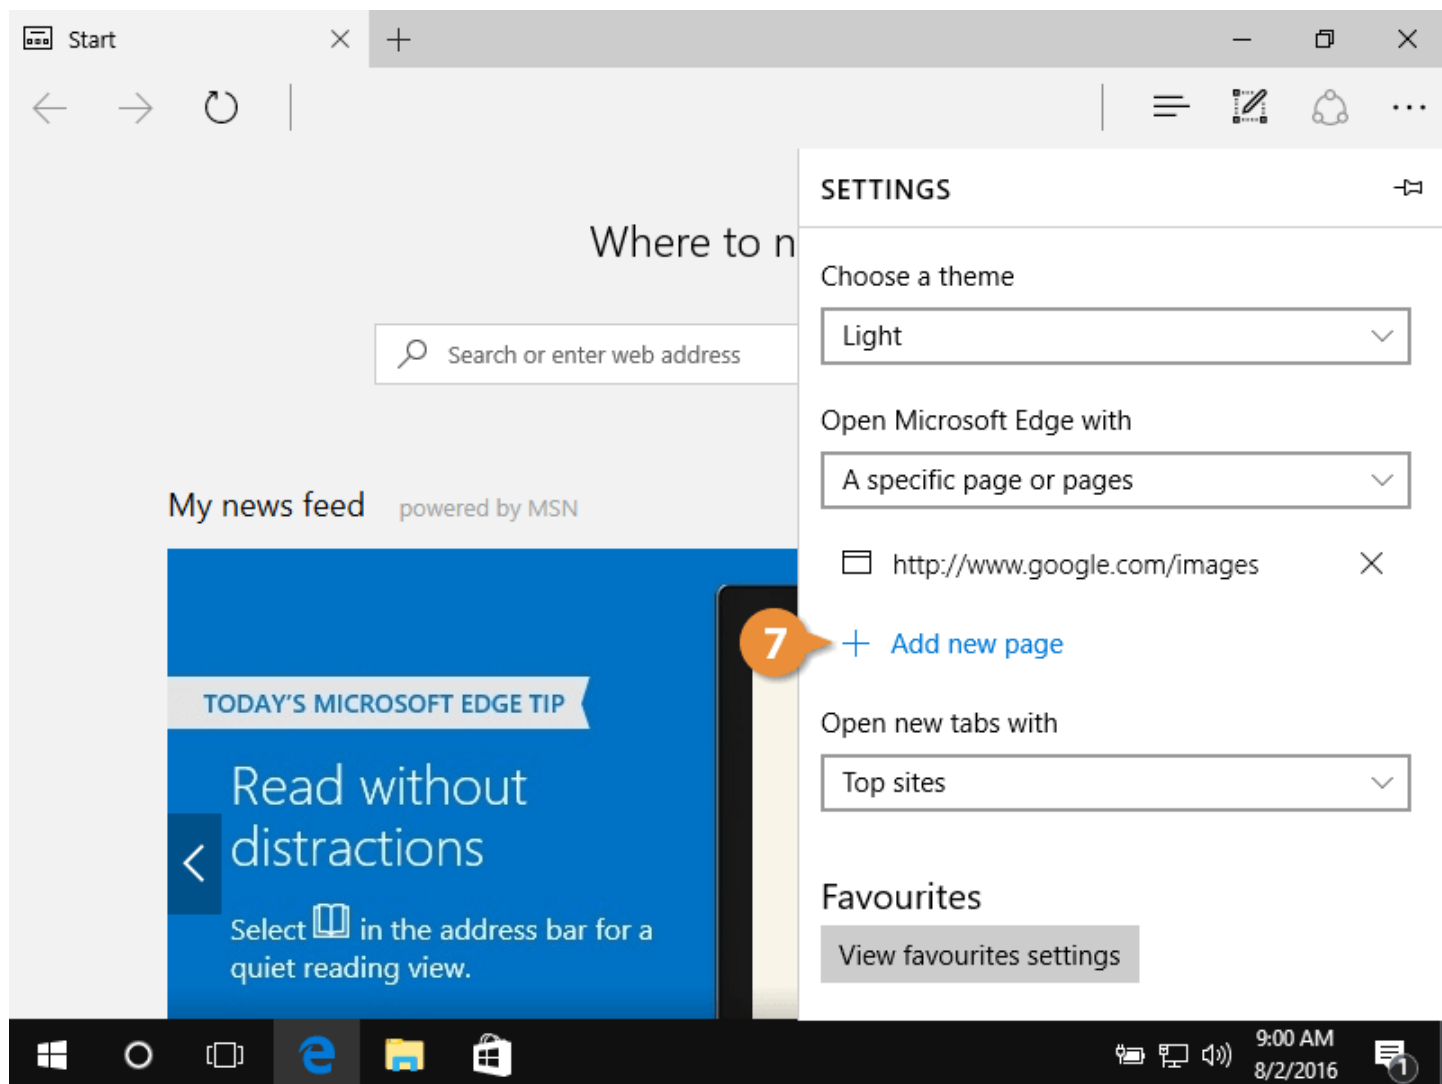 Start
SETTINGS
Where to n
Choose a theme
Light
Search or enter web address
Open Microsoft Edge with
A specific page or pages
My news feed powered by MSN
http://www.google.com/images
7
Add new page
TODAY'S MICROSOFT EDGE TIP
Open new tabs with
Top sites
Read without
distractions
Select in the address bar for a
quiet reading view.
Favourites
View favourites settings
9:00 AM
8/2/2016
1